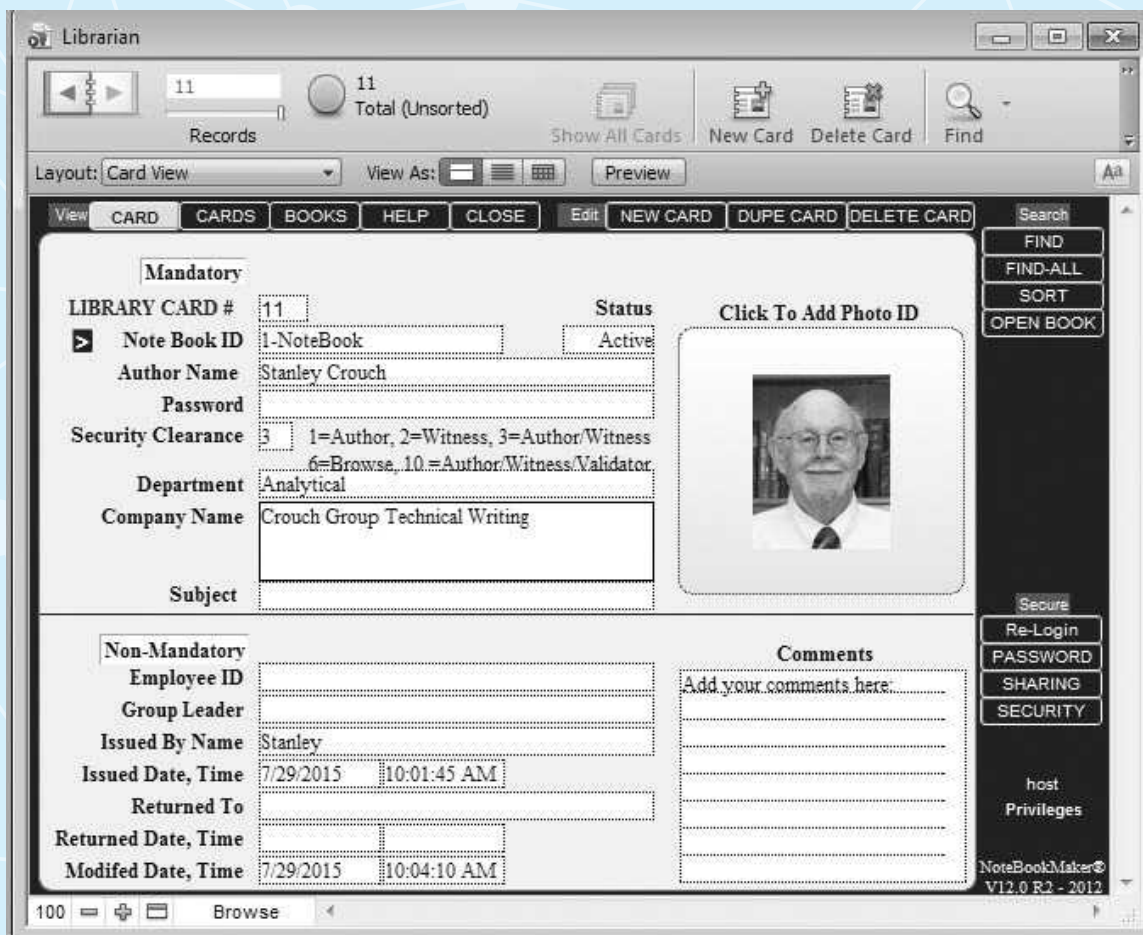 Librarian
11
Records
11
Total (Unsorted)
Show All Cards
New Card
Delete Card
Find
Layout: Card View
View As:
Preview
Aa
View
CARD
CARDS
BOOKS
HELP
CLOSE
Edit
NEW CARD
DUPE CARD
DELETE CARD
Search
FIND
FIND-ALL
SORT
OPEN BOOK
Mandatory
LIBRARY CARD # 11
Status
Click To Add Photo ID
> Note Book ID 1-NoteBook
Active
Author Name Stanley Crouch
Password
Security Clearance 3 1=Author, 2=Witness, 3=Author/Witness
6=Browse, 10 =Author/Witness/Validator
Department Analytical
Company Name Crouch Group Technical Writing
Subject
Non-Mandatory
Employee ID
Group Leader
Issued By Name Stanley
Issued Date, Time 7/29/2015 10:01:45 AM
Returned To
Returned Date, Time
Modifed Date, Time 7/29/2015 10:04:10 AM
Comments
Add your comments here:
Secure
Re-Login
PASSWORD
SHARING
SECURITY
host
Privileges
NoteBookMaker®
V12.0 R2 - 2012
100
Browse